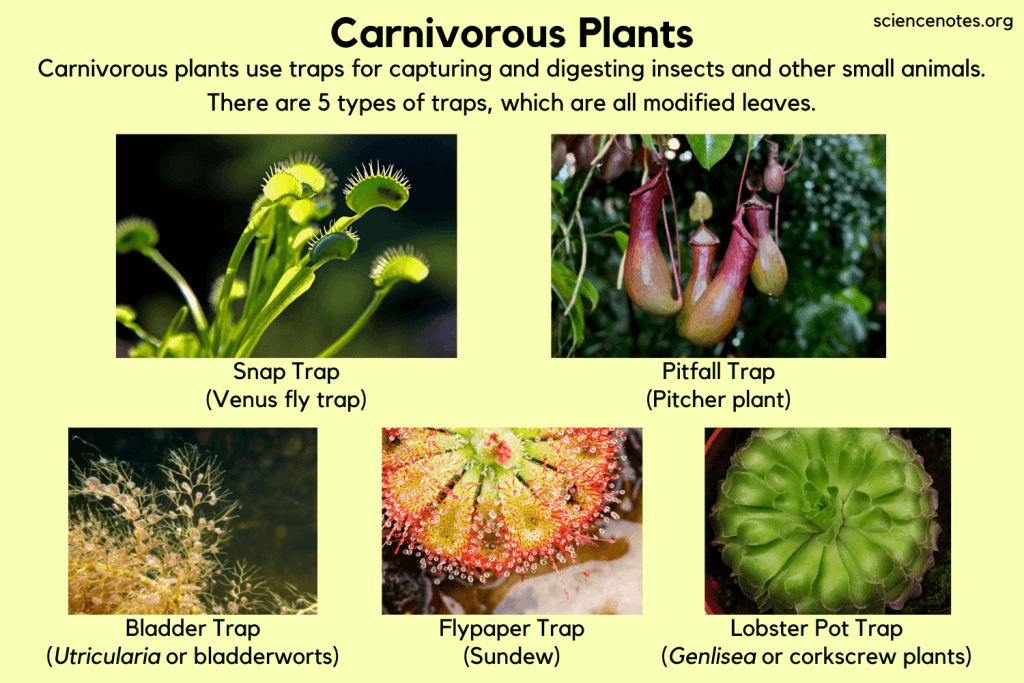 sciencenotes.org
Carnivorous Plants
Carnivorous plants use traps for capturing and digesting insects and other small animals.
There are 5 types of traps, which are all modified leaves.
Snap Trap
(Venus fly trap)
Pitfall Trap
(Pitcher plant)
Bladder Trap
(Utricularia or bladderworts)
Flypaper Trap
(Sundew)
Lobster Pot Trap
(Genlisea or corkscrew plants)